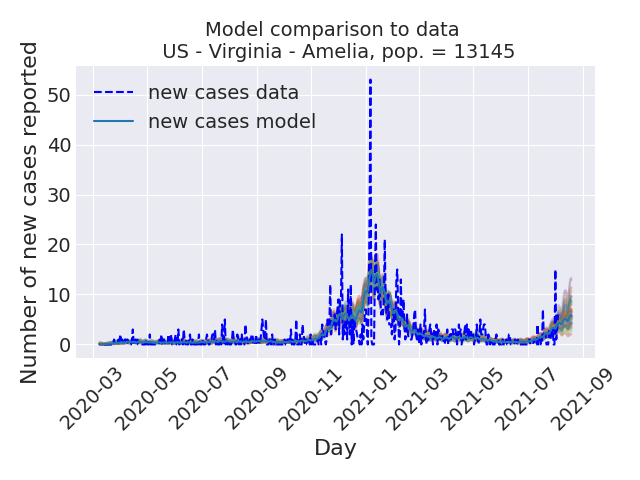 Model comparison to data
US - Virginia - Amelia, pop. = 13145
Number of new cases reported
50
40
30
20
10
0
new cases data
new cases model
2020-03
2020-05
2020-07
2020-09
2020-11
2021-01
2021-03
2021-05
2021-07
2021-09
Day